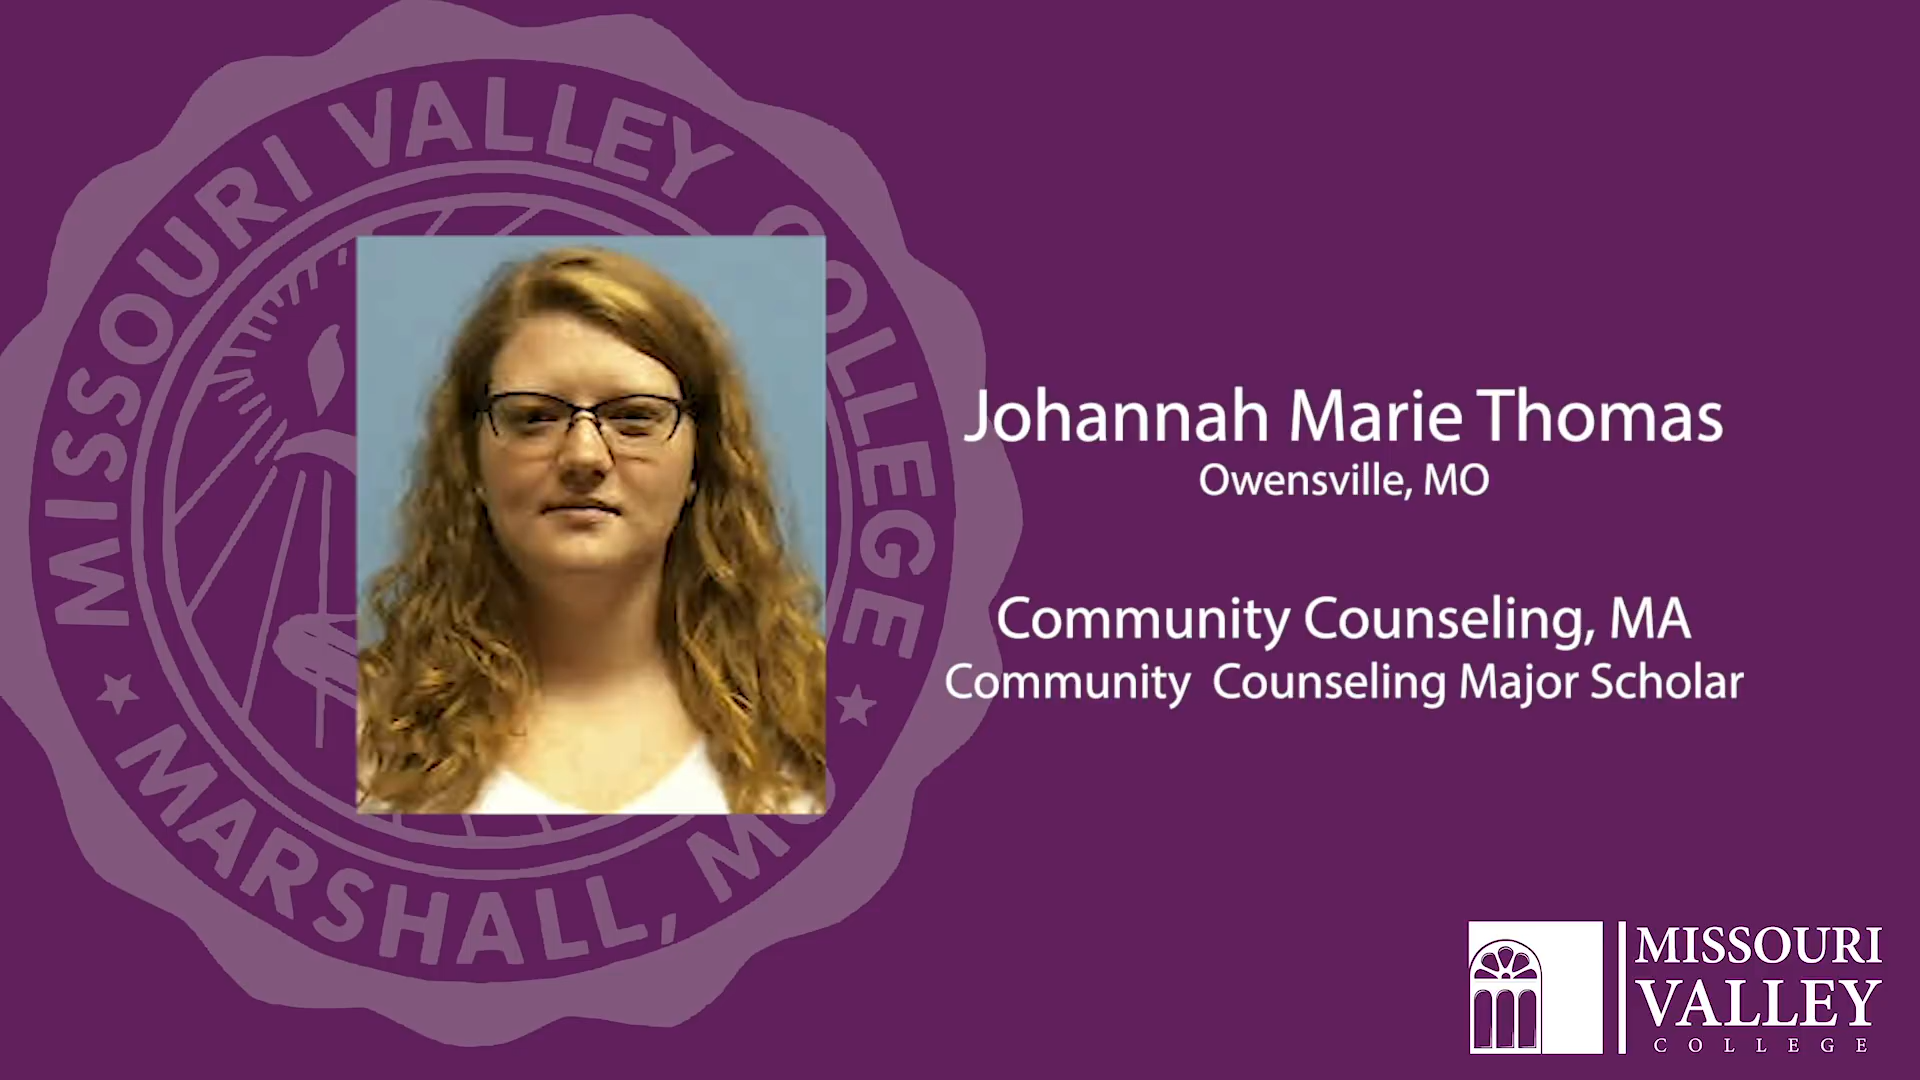 MISSOURI VALLEY COLLEGE
MARSHALL, MO
Johannah Marie Thomas
Owensville, MO
Community Counseling, MA
Community  Counseling Major Scholar
MISSOURI
VALLEY
COLLEGE